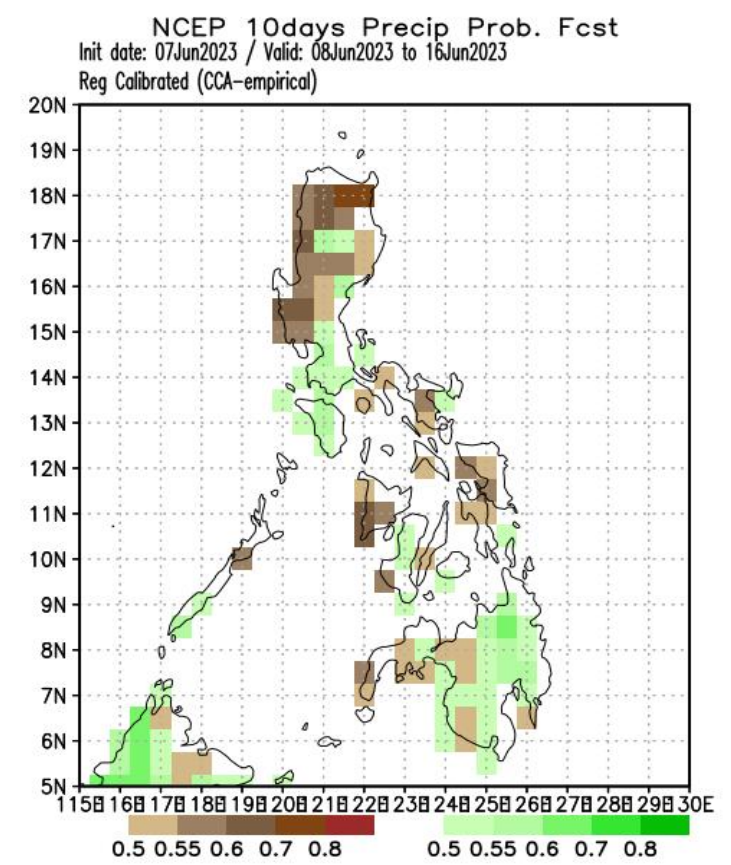 NCEP 10days Precip Prob. Fcst
Init date: 07Jun2023 / Valid: 08Jun2023 to 16Jun2023
Reg Calibrated (CCA-empirical)
20N
19N
18N
17N
16N
15N
14N
13N
12N
11N
10N
9N
8N
7N
6N
5N
115E 116E 117E 118E 119E 120E 121E 122E 123E 124E 125E 126E 127E 128E 129E 130E
0.5 0.55 0.6 0.7 0.8 0.5 0.55 0.6 0.7 0.8